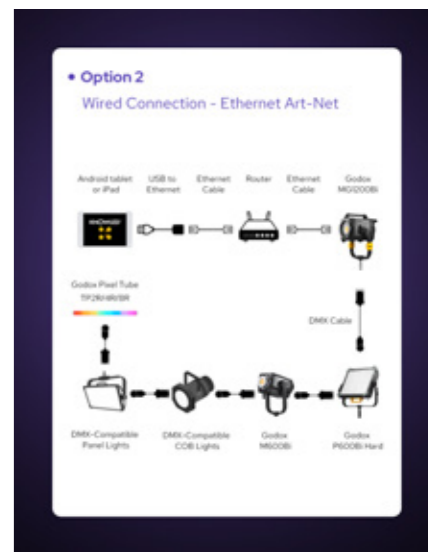 • Option 2
Wired Connection - Ethernet Art-Net
Android tablet
or iPad
USB to
Ethernet
Ethernet
Cable
Router
Ethernet
Cable
Godox
MG1200Bi
Godox Pixel Tube
DMX Cable
DMX-Compatible
Panel Lights
DMX-Compatible
COB Lights
Godox
M600Bi
Godox
P600Bi Hard